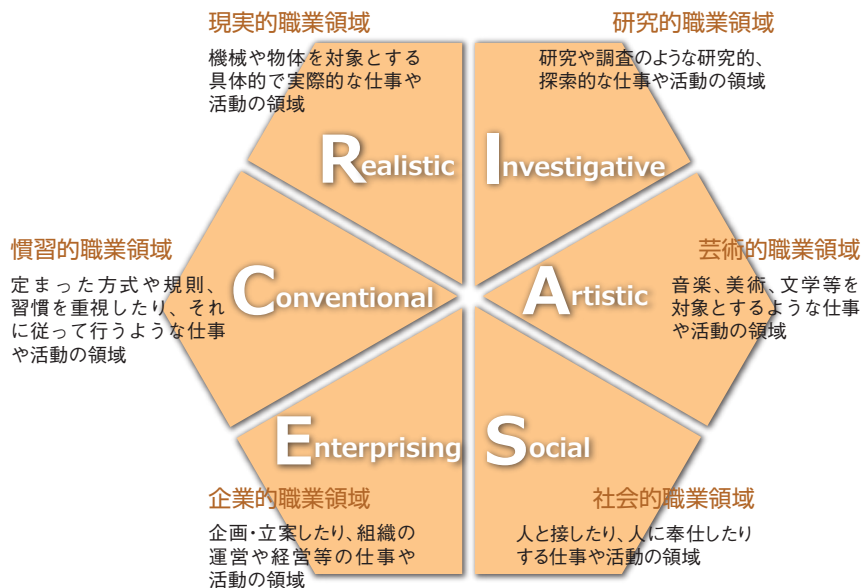 現実的職業領域
機械や物体を対象とする
具体的で実際的な仕事や
活動の領域
Realistic
研究的職業領域
研究や調査のような研究的、
探索的な仕事や活動の領域
Investigative
慣習的職業領域
定まった方式や規則、
習慣を重視したり、それ
に従って行うような仕事
や活動の領域
Conventional
芸術的職業領域
音楽、美術、文学等を
対象とするような仕事
や活動の領域
Artistic
Enterprising
企業的職業領域
企画・立案したり、組織の
運営や経営等の仕事や
活動の領域
Social
社会的職業領域
人と接したり、人に奉仕したり
する仕事や活動の領域